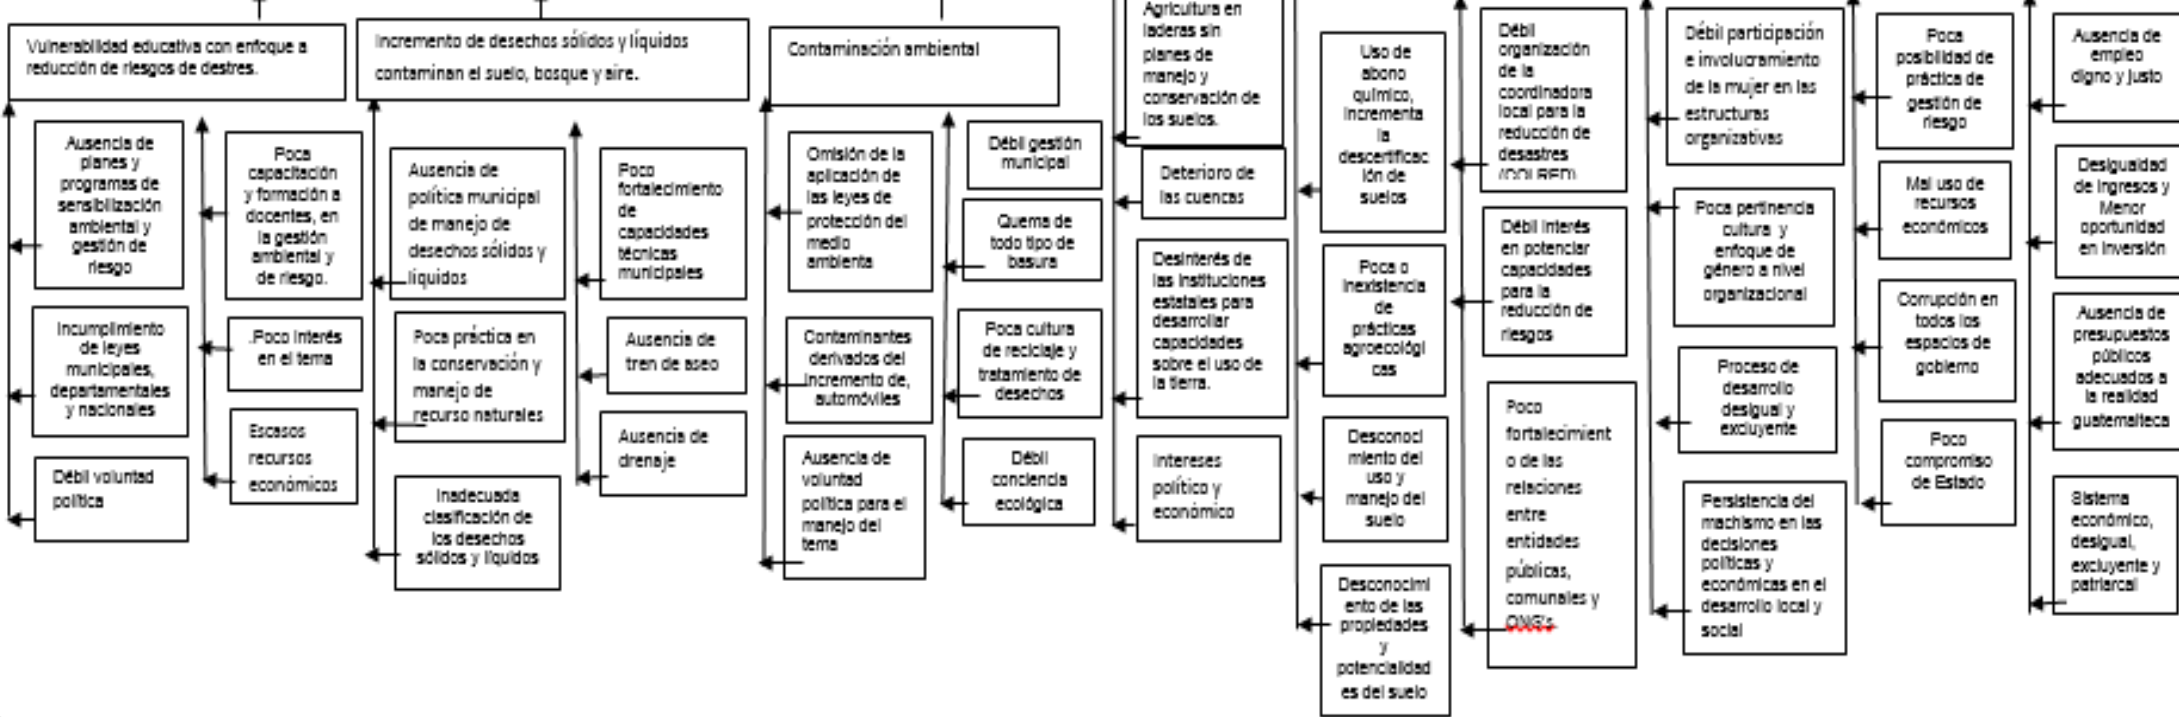 Vulnerabilidad educativa con enfoque a
reducción de riesgos de destres.
Ausencia de
planes y
programas de
sensibilización
ambiental y
gestión de
riesgo
Incumplimiento
de leyes
municipales,
departamentales
y nacionales
Débil voluntad
política
Poca
capacitación
y formación a
docentes, en
la gestión
ambiental y
de riesgo.
.Poco interés
en el tema
Escasos
recursos
económicos
Incremento de desechos sólidos y líquidos
contaminan el suelo, bosque y aire.
Ausencia de
política municipal
de manejo de
desechos sólidos y
líquidos
Poca práctica en
la conservación y
manejo de
recurso naturales
Inadecuada
clasificación de
los desechos
sólidos y líquidos
Poco
fortalecimiento
de
capacidades
técnicas
municipales
Ausencia de
tren de aseo
Ausencia de
drenaje
Contaminación ambiental
Omisión de la
aplicación de
las leyes de
protección del
medio
ambienta
Contaminantes
derivados del
incremento de,
automóviles
Ausencia de
voluntad
política para el
manejo del
tema
Débil gestión
municipal
Quema de
todo tipo de
basura
Poca cultura
de reciclaje y
tratamiento de
desechos
Débil
conciencia
ecológica
Agricultura en
laderas sin
planes de
manejo y
conservación de
los suelos.
Deterioro de
las cuencas
Desinterés de
las instituciones
estatales para
desarrollar
capacidades
sobre el uso de
la tierra.
Intereses
político y
económico
Uso de
abono
químico,
incrementa
la
descertificac
ión de
suelos
Poca o
inexistencia
de
prácticas
agroecológi
cas
Desconoci
miento del
uso y
manejo del
suelo
Desconocimi
ento de las
propiedades
y
potencialidad
es del suelo
Débil
organización
de la
coordinadora
local para la
reducción de
desastres
(COLRED)
Débil interés
en potenciar
capacidades
para la
reducción de
riesgos
Poco
fortalecimient
o de las
relaciones
entre
entidades
públicas,
comunales y
ONG's
Débil participación
e involucramiento
de la mujer en las
estructuras
organizativas
Poca pertinencia
cultura y
enfoque de
género a nivel
organizacional
Proceso de
desarrollo
desigual y
excluyente
Persistencia del
machismo en las
decisiones
políticas y
económicas en el
desarrollo local y
social
Poca
posibilidad de
práctica de
gestión de
riesgo
Mal uso de
recursos
económicos
Corrupción en
todos los
espacios de
gobierno
Poco
compromiso
de Estado
Ausencia de
empleo
digno y justo
Desigualdad
de ingresos y
Menor
oportunidad
en inversión
Ausencia de
presupuestos
públicos
adecuados a
la realidad
guatemalteca
Sistema
económico,
desigual,
excluyente y
patriarcal